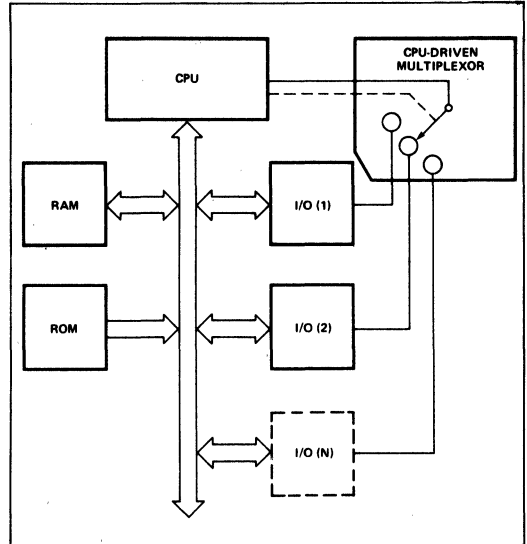 CPU
CPU-DRIVEN
MULTIPLEXOR
RAM
I/O (1)
ROM
I/O (2)
I/O (N)